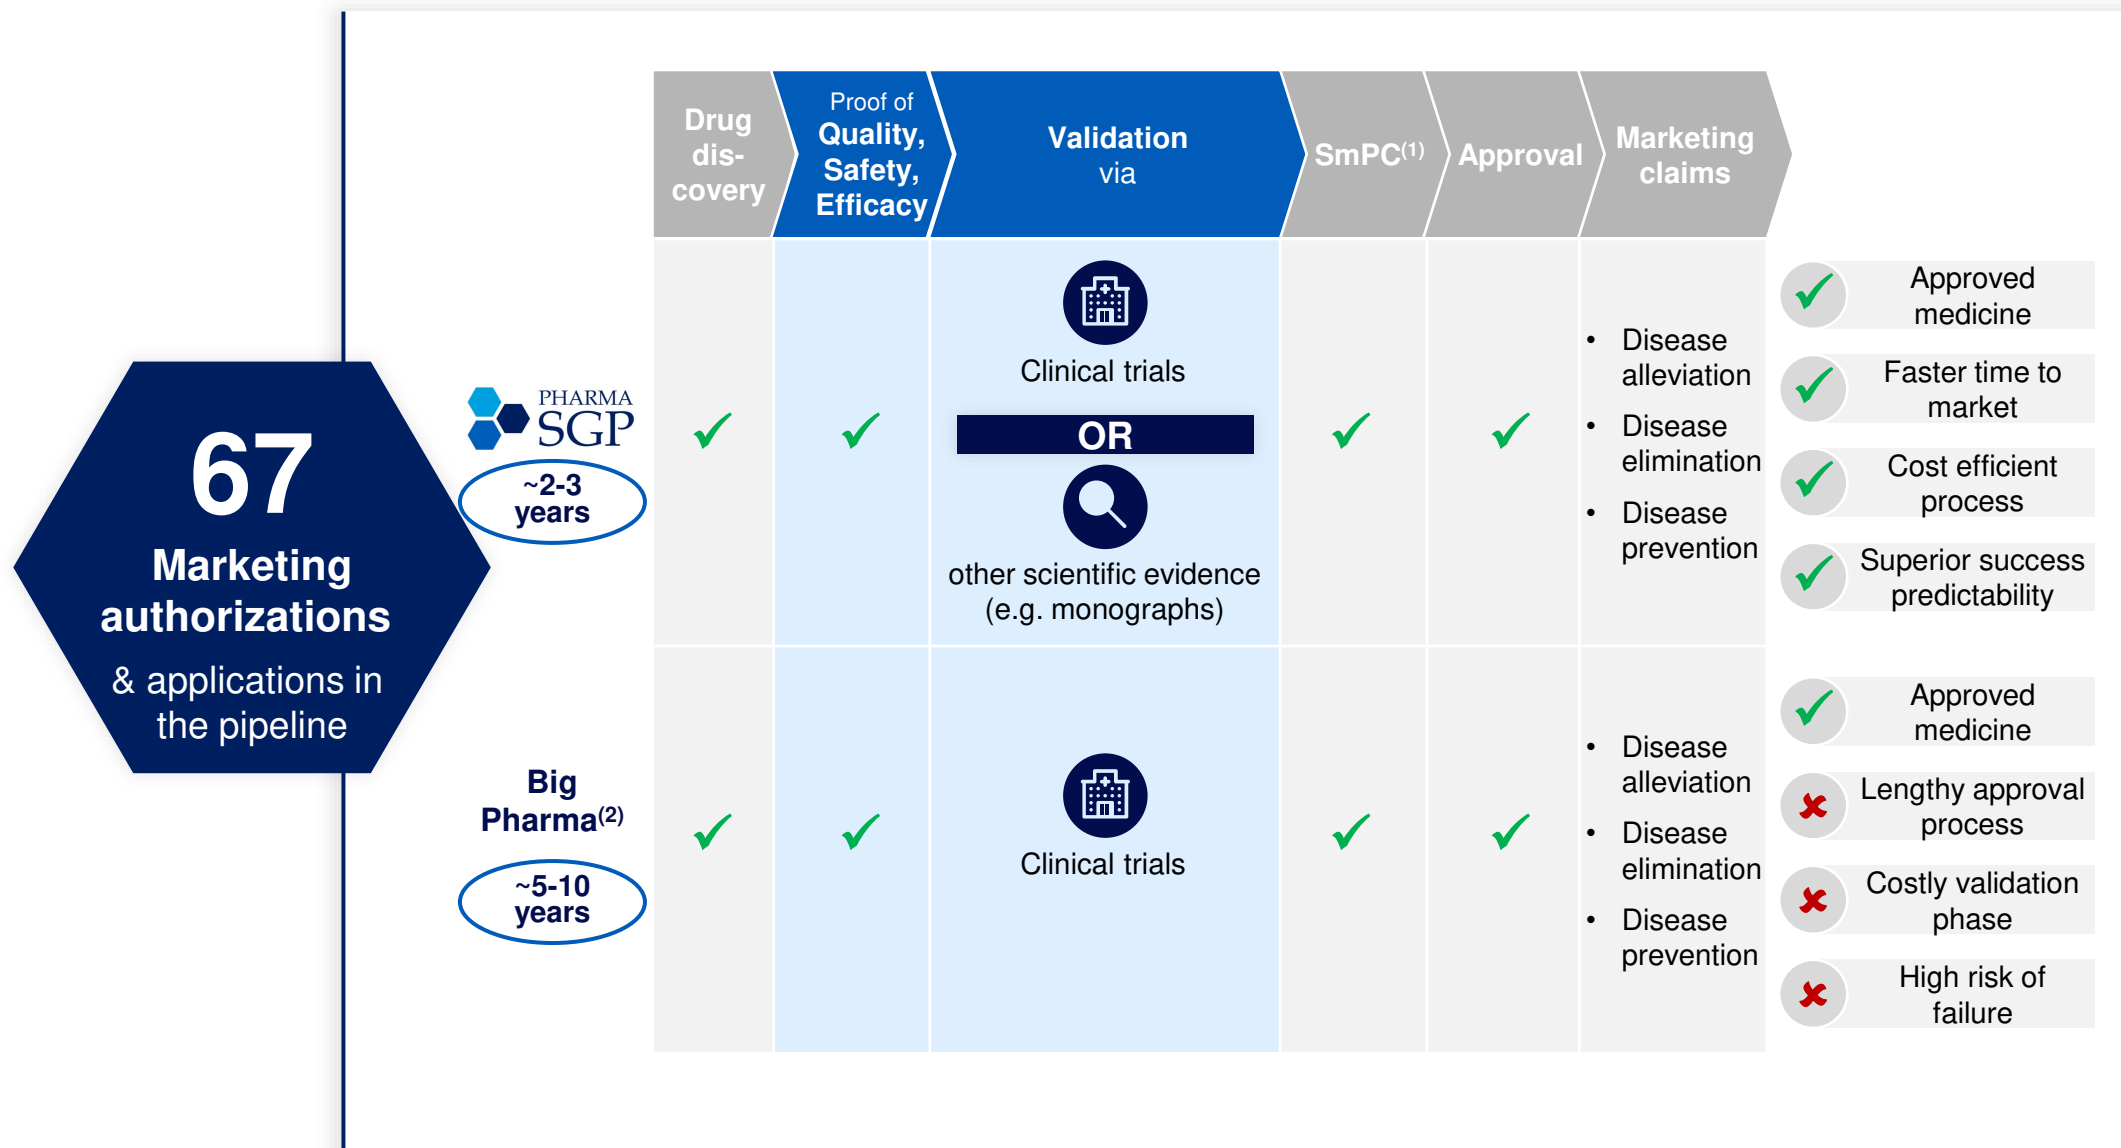 67
Marketing
authorizations
& applications in
the pipeline
Drug
dis-
covery
Proof of
Quality,
Safety,
Efficacy
Validation
via
SmPC(1)
Approval
Marketing
claims
PHARMA
SGP
~2-3
years
Clinical trials
OR
other scientific evidence
(e.g. monographs)
• Disease
alleviation
• Disease
elimination
• Disease
prevention
Approved
medicine
Faster time to
market
Cost efficient
process
Superior success
predictability
Big
Pharma(2)
~5-10
years
Clinical trials
• Disease
alleviation
• Disease
elimination
• Disease
prevention
Approved
medicine
Lengthy approval
process
Costly validation
phase
High risk of
failure